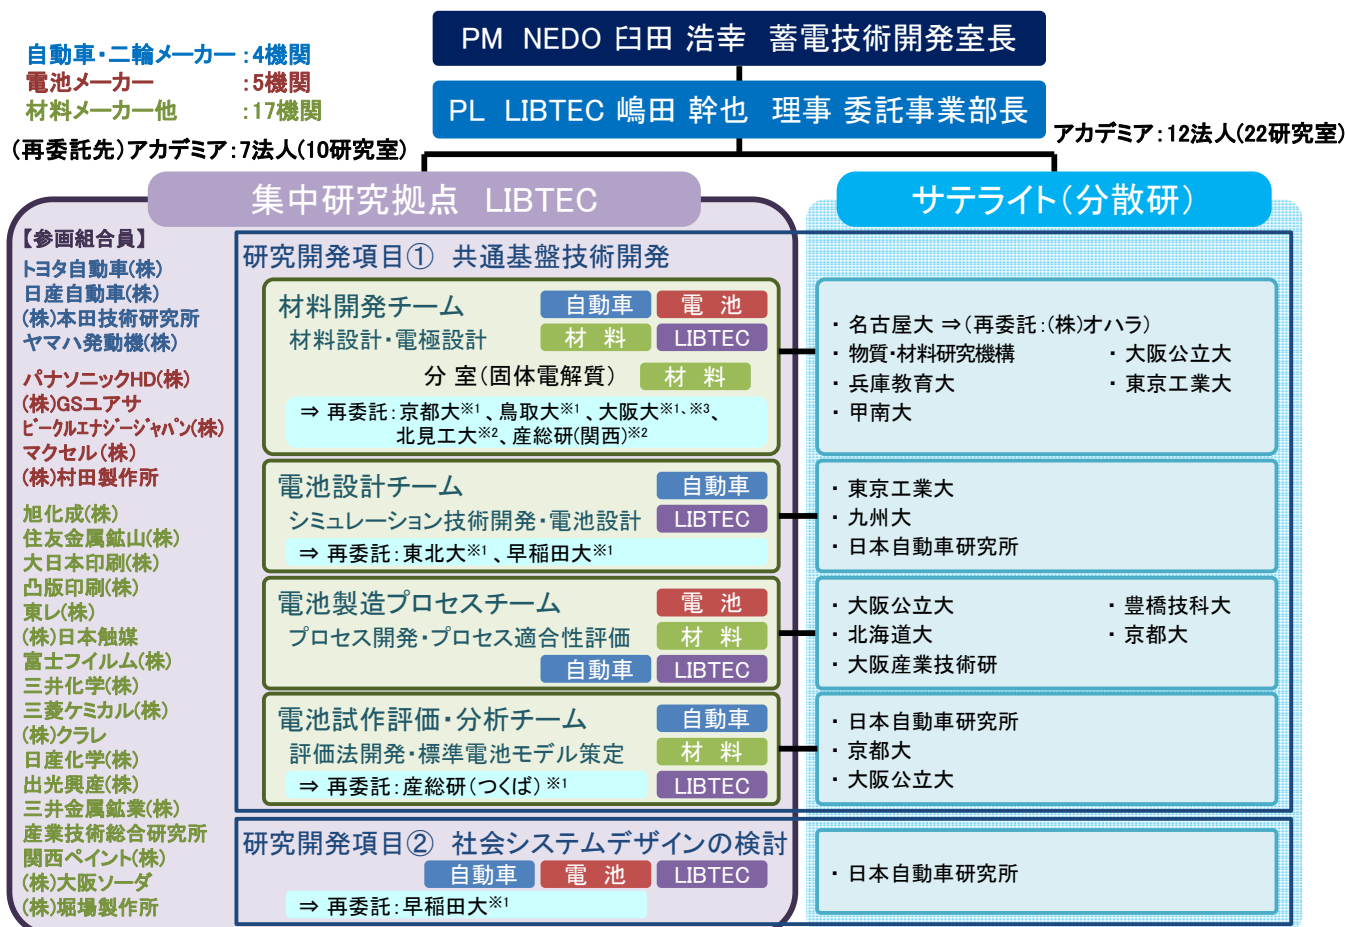 PM NEDO 臼田 浩幸 蓄電技術開発室長
PL LIBTEC 嶋田 幹也 理事 委託事業部長
自動車・二輪メーカー:4機関
電池メーカー :5機関
材料メーカー他 :17機関
(再委託先)アカデミア:7法人(10研究室)
アカデミア:12法人(22研究室)
集中研究拠点 LIBTEC
サテライト(分散研)
【参画組合員】
トヨタ自動車(株)
日産自動車(株)
(株)本田技術研究所
ヤマハ発動機(株)
パナソニックHD(株)
(株)GSユアサ
ビークルエナジージャパン(株)
マクセル(株)
(株)村田製作所
旭化成(株)
住友金属鉱山(株)
大日本印刷(株)
凸版印刷(株)
東レ(株)
(株)日本触媒
富士フイルム(株)
三井化学(株)
三菱ケミカル(株)
(株)クラレ
日産化学(株)
出光興産(株)
三井金属鉱業(株)
産業技術総合研究所
関西ペイント(株)
(株)大阪ソーダ
(株)堀場製作所
研究開発項目① 共通基盤技術開発
材料開発チーム 自動車 電 池
材料設計・電極設計 材 料 LIBTEC
分 室(固体電解質) 材 料
⇒ 再委託:京都大※1、鳥取大※1、大阪大※1、※3、
北見工大※2、産総研(関西)※2
・ 名古屋大 ⇒(再委託:(株)オハラ)
・ 物質・材料研究機構 ・ 大阪公立大
・ 兵庫教育大 ・ 東京工業大
・ 甲南大
電池設計チーム 自動車
シミュレーション技術開発・電池設計 LIBTEC
⇒ 再委託:東北大※1、早稲田大※1
・ 東京工業大
・ 九州大
・ 日本自動車研究所
電池製造プロセスチーム 電 池
プロセス開発・プロセス適合性評価 材 料
自動車 LIBTEC
・ 大阪公立大 ・ 豊橋技科大
・ 北海道大 ・ 京都大
・ 大阪産業技術研
電池試作評価・分析チーム 自動車
評価法開発・標準電池モデル策定 材 料
⇒ 再委託:産総研(つくば)※1 LIBTEC
・ 日本自動車研究所
・ 京都大
・ 大阪公立大
研究開発項目② 社会システムデザインの検討
自動車 電 池 LIBTEC
⇒ 再委託:早稲田大※1
・ 日本自動車研究所